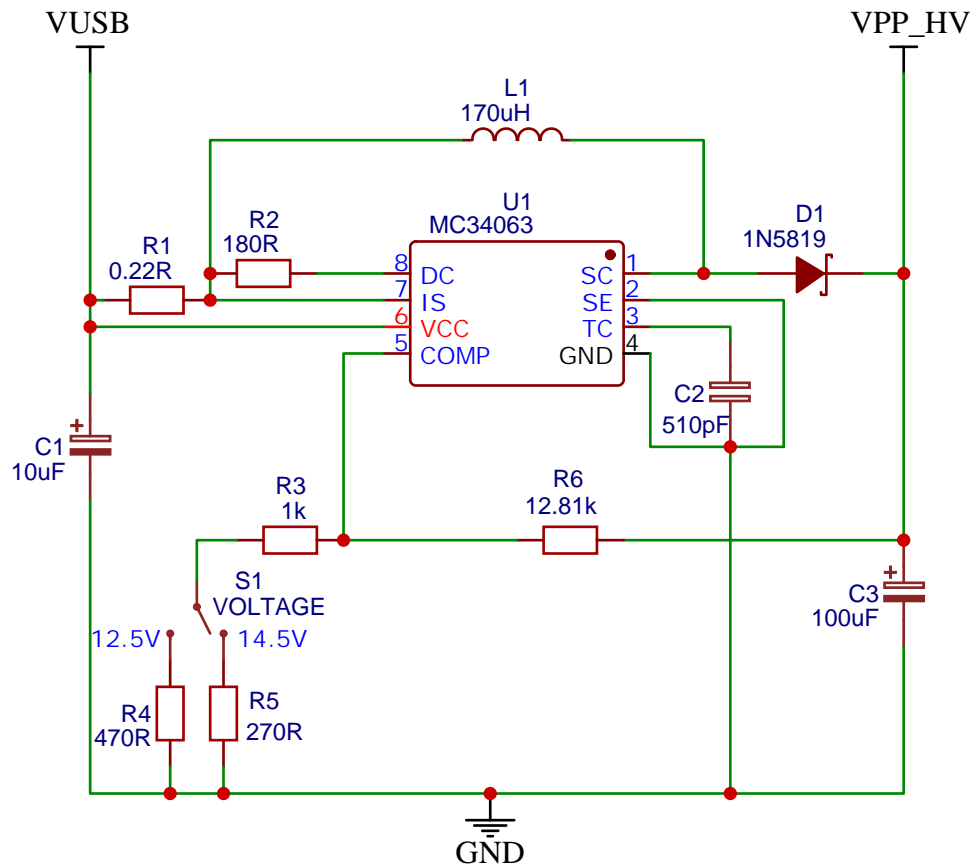 VUSB
VPP_HV
L1
170uH
U1
MC34063
R1
0.22R
R2
180R
D1
1N5819
8 DC
7 IS
6 VCC
5 COMP
SC 1
SE 2
TC 3
GND 4
C2
510pF
+
C1
10uF
R3
1k
R6
12.81k
S1
VOLTAGE
12.5V
14.5V
+
C3
100uF
R4
470R
R5
270R
GND